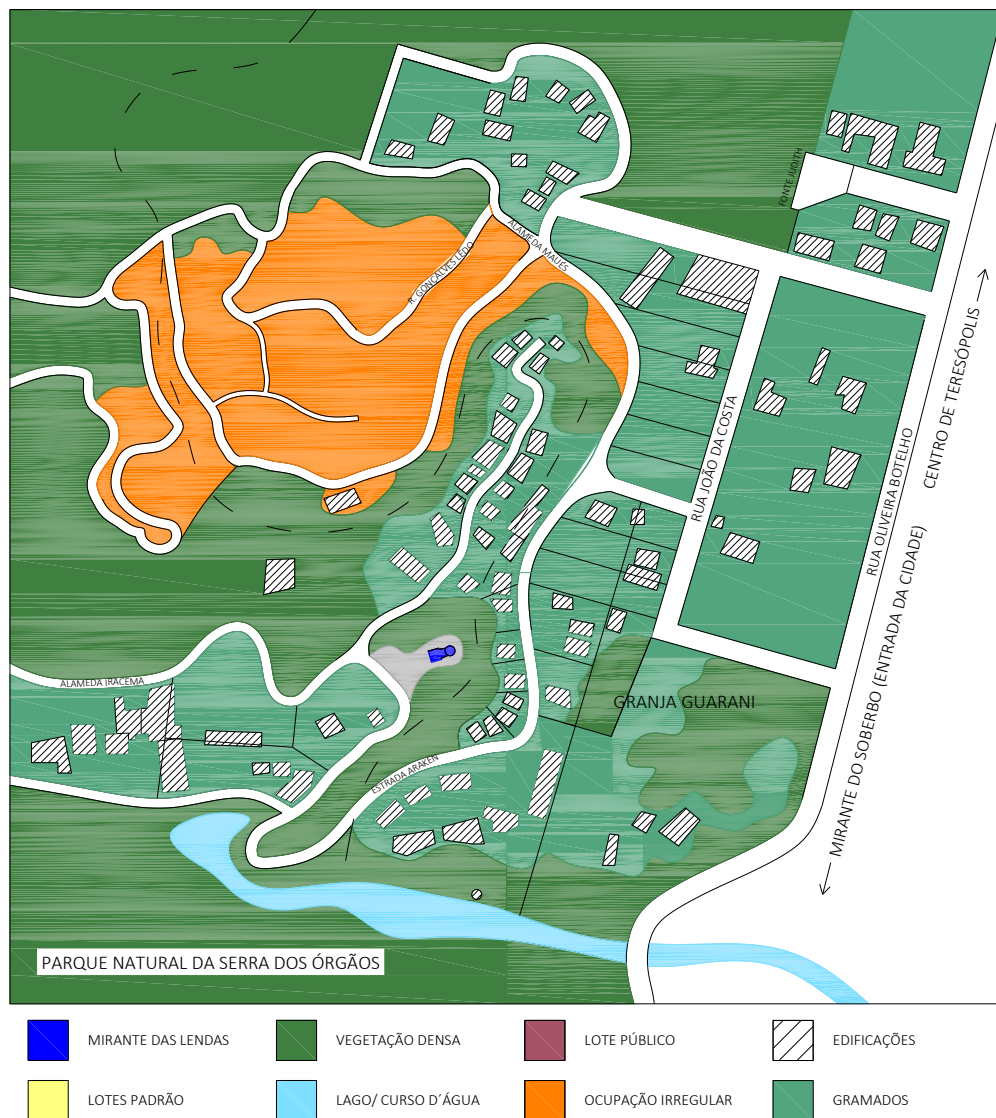 FONTE JUDITH
ALAMEDA MAUÉS
R. GONÇALVES LEDO
CENTRO DE TERESÓPOLIS
RUA JOÃO DA COSTA
RUA OLIVEIRA BOTELHO
MIRANTE DO SOBERBO (ENTRADA DA CIDADE)
ALAMEDA IRACEMA
GRANJA GUARANI
ESTRADA ARAKEN
PARQUE NATURAL DA SERRA DOS ÓRGÃOS
MIRANTE DAS LENDAS
VEGETAÇÃO DENSA
LOTE PÚBLICO
EDIFICAÇÕES
LOTES PADRÃO
LAGO/ CURSO D´ÁGUA
OCUPAÇÃO IRREGULAR
GRAMADOS